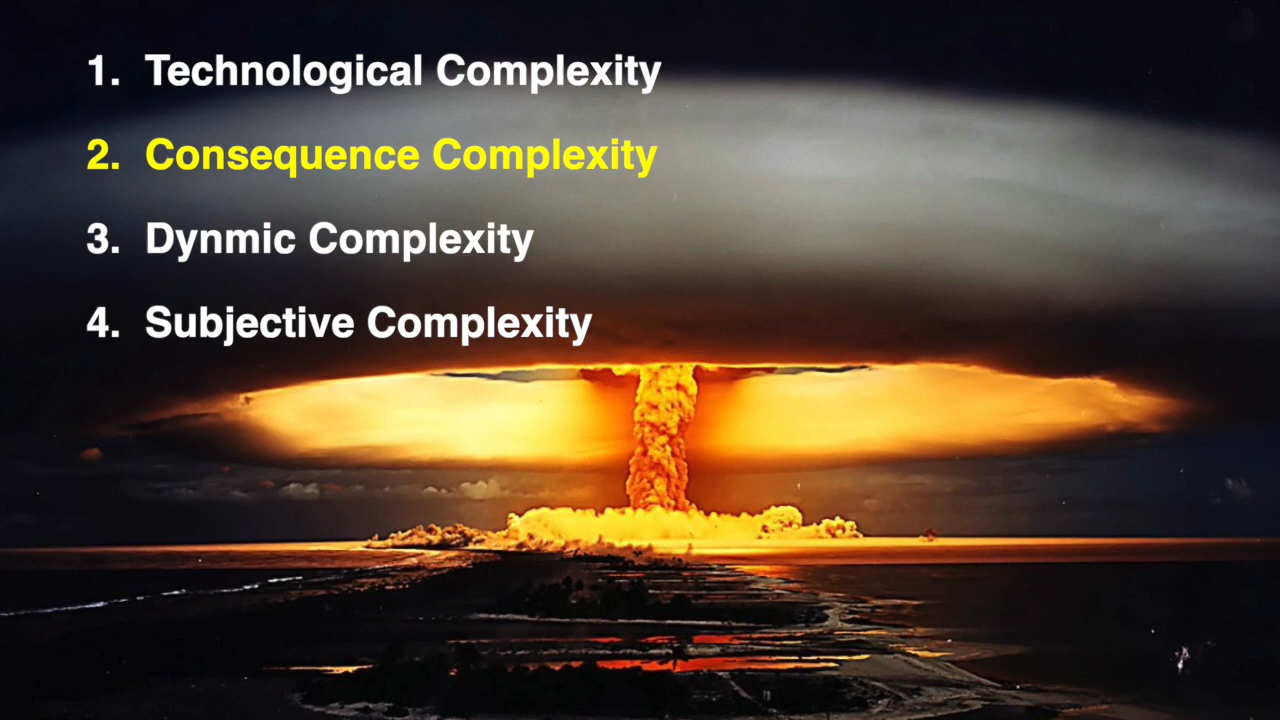 1. Technological Complexity
2. Consequence Complexity
3. Dynmic Complexity
4. Subjective Complexity